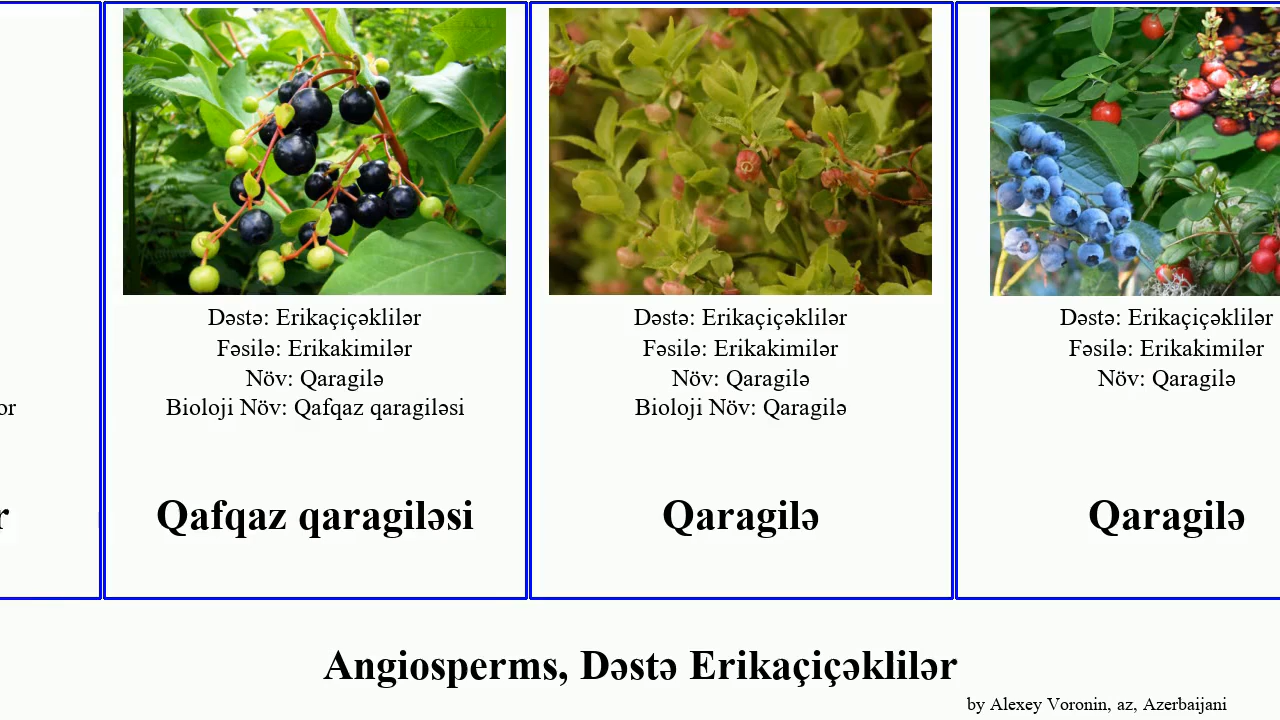 or
r
Dəstə: Erikaçiçəklilər
Fəsilə: Erikakimilər
Növ: Qaragilə
Bioloji Növ: Qafqaz qaragiləsi
Qafqaz qaragiləsi
Dəstə: Erikaçiçəklilər
Fəsilə: Erikakimilər
Növ: Qaragilə
Bioloji Növ: Qaragilə
Qaragilə
Dəstə: Erikaçiçəklilər
Fəsilə: Erikakimilər
Növ: Qaragilə
Qaragilə
Angiosperms, Dəstə Erikaçiçəklilər
by Alexey Voronin, az, Azerbaijani